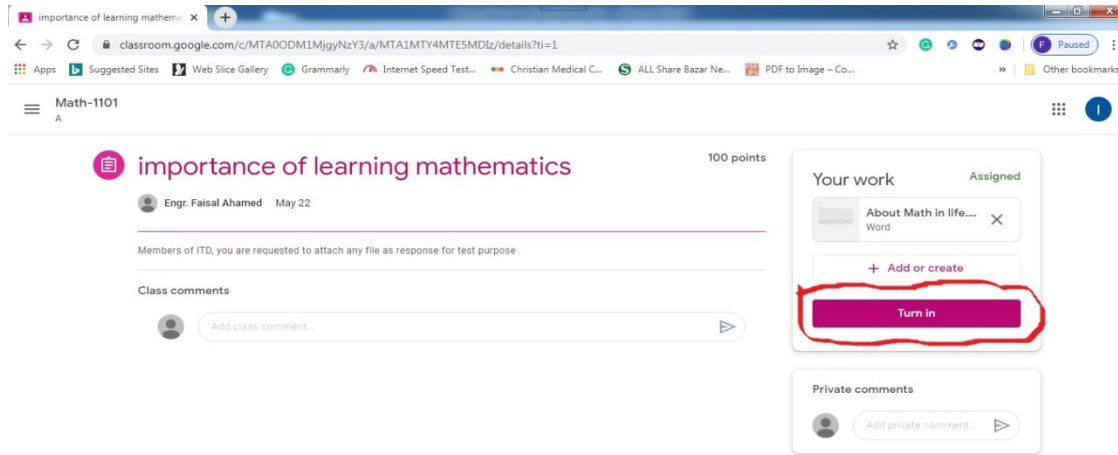 importance of learning mathema
classroom.google.com/c/MTA0ODM1MjgyNzY3/a/MTA1MTY4MTE5MDIz/details?ti=1
F Paused
Apps Suggested Sites Web Slice Gallery Grammarly Internet Speed Test... Christian Medical C... ALL Share Bazar Ne... PDF to Image – Co... » Other bookmarks
Math-1101
A
I
importance of learning mathematics
100 points
Engr. Faisal Ahamed May 22
Members of ITD, you are requested to attach any file as response for test purpose
Class comments
Add class comment...
Your work Assigned
About Math in life....
Word
+ Add or create
Turn in
Private comments
Add private comment...